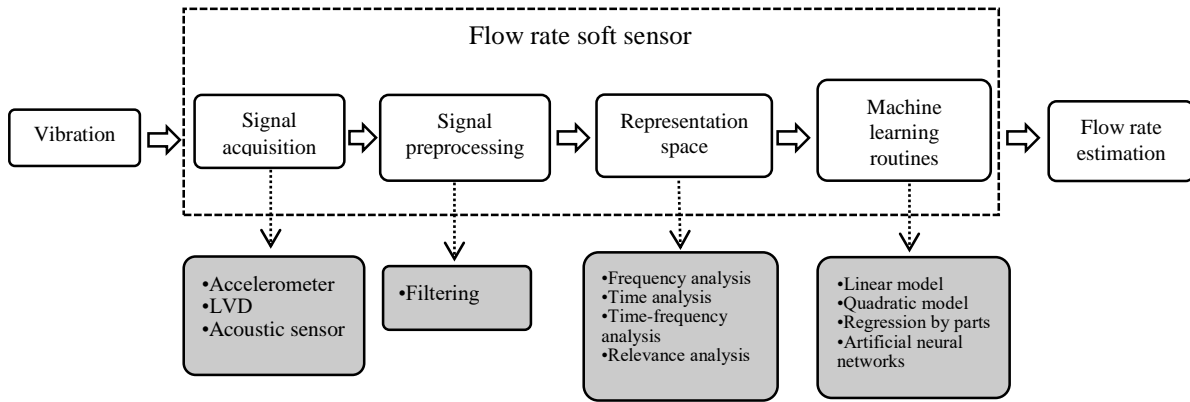 Flow rate soft sensor
Vibration
Signal
acquisition
Signal
preprocessing
Representation
space
Machine
learning
routines
Flow rate
estimation
•Accelerometer
•LVD
•Acoustic sensor
•Filtering
•Frequency analysis
•Time analysis
•Time-frequency
analysis
•Relevance analysis
•Linear model
•Quadratic model
•Regression by parts
•Artificial neural
networks